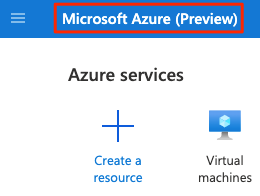 Microsoft Azure (Preview)
Azure services
Create a
resource
Virtual
machines